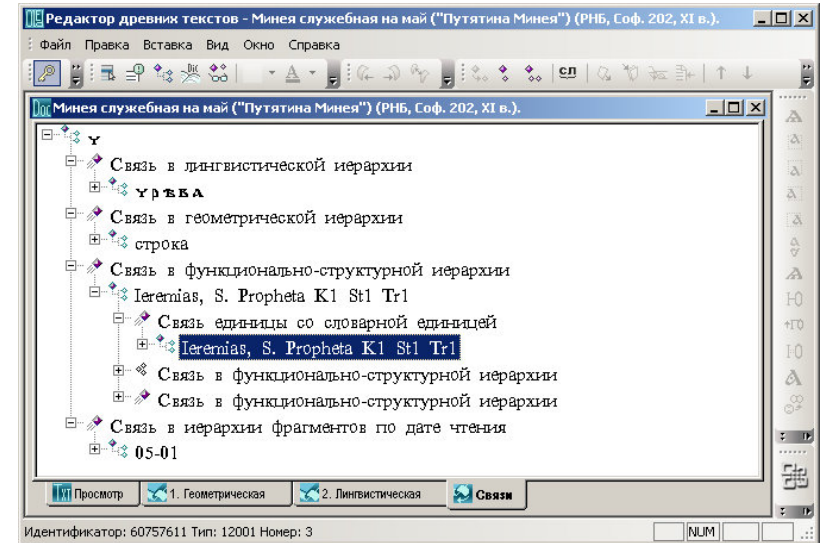 Редактор древних текстов - Минея служебная на май ("Путятина Минея") (РНБ, Соф. 202, XI в.).
Файл Правка Вставка Вид Окно Справка
Минея служебная на май ("Путятина Минея") (РНБ, Соф. 202, XI в.).
ѵ
Связь в лингвистической иерархии
ѵрѣва
Связь в геометрической иерархии
строка
Связь в функционально-структурной иерархии
Ieremias, S. Propheta K1 St1 Tr1
Связь единицы со словарной единицей
Ieremias, S. Propheta K1 St1 Tr1
Связь в функционально-структурной иерархии
Связь в функционально-структурной иерархии
Связь в иерархии фрагментов по дате чтения
05-01
Просмотр 1. Геометрическая 2. Лингвистическая Связи
Идентификатор: 60757611 Тип: 12001 Номер: 3 NUM